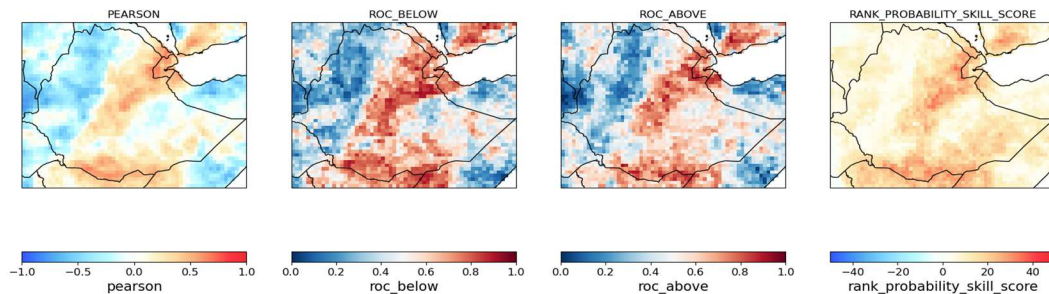 PEARSON ROC_BELOW ROC_ABOVE RANK_PROBABILITY_SKILL_SCORE
−1.0 −0.5 0.0 0.5 1.0 0.0 0.2 0.4 0.6 0.8 1.0 0.0 0.2 0.4 0.6 0.8 1.0 −40 −20 0 20 40
pearson roc_below roc_above rank_probability_skill_score